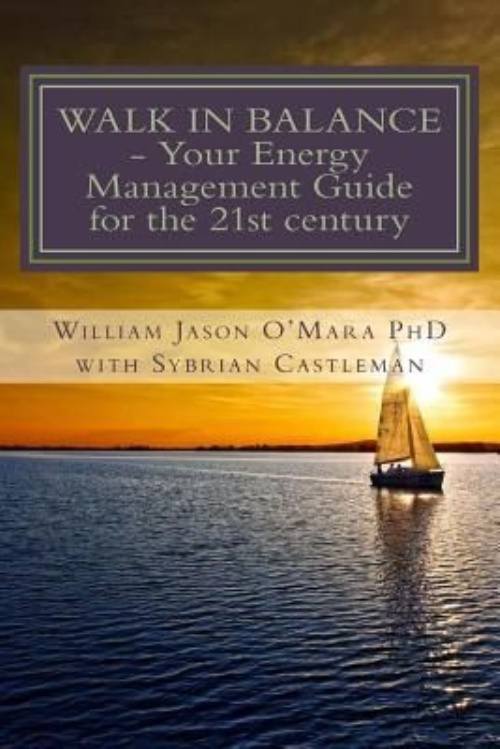 WALK IN BALANCE
- Your Energy
Management Guide
for the 21st century
WILLIAM JASON O'MARA PHD
WITH SYBRIAN CASTLEMAN